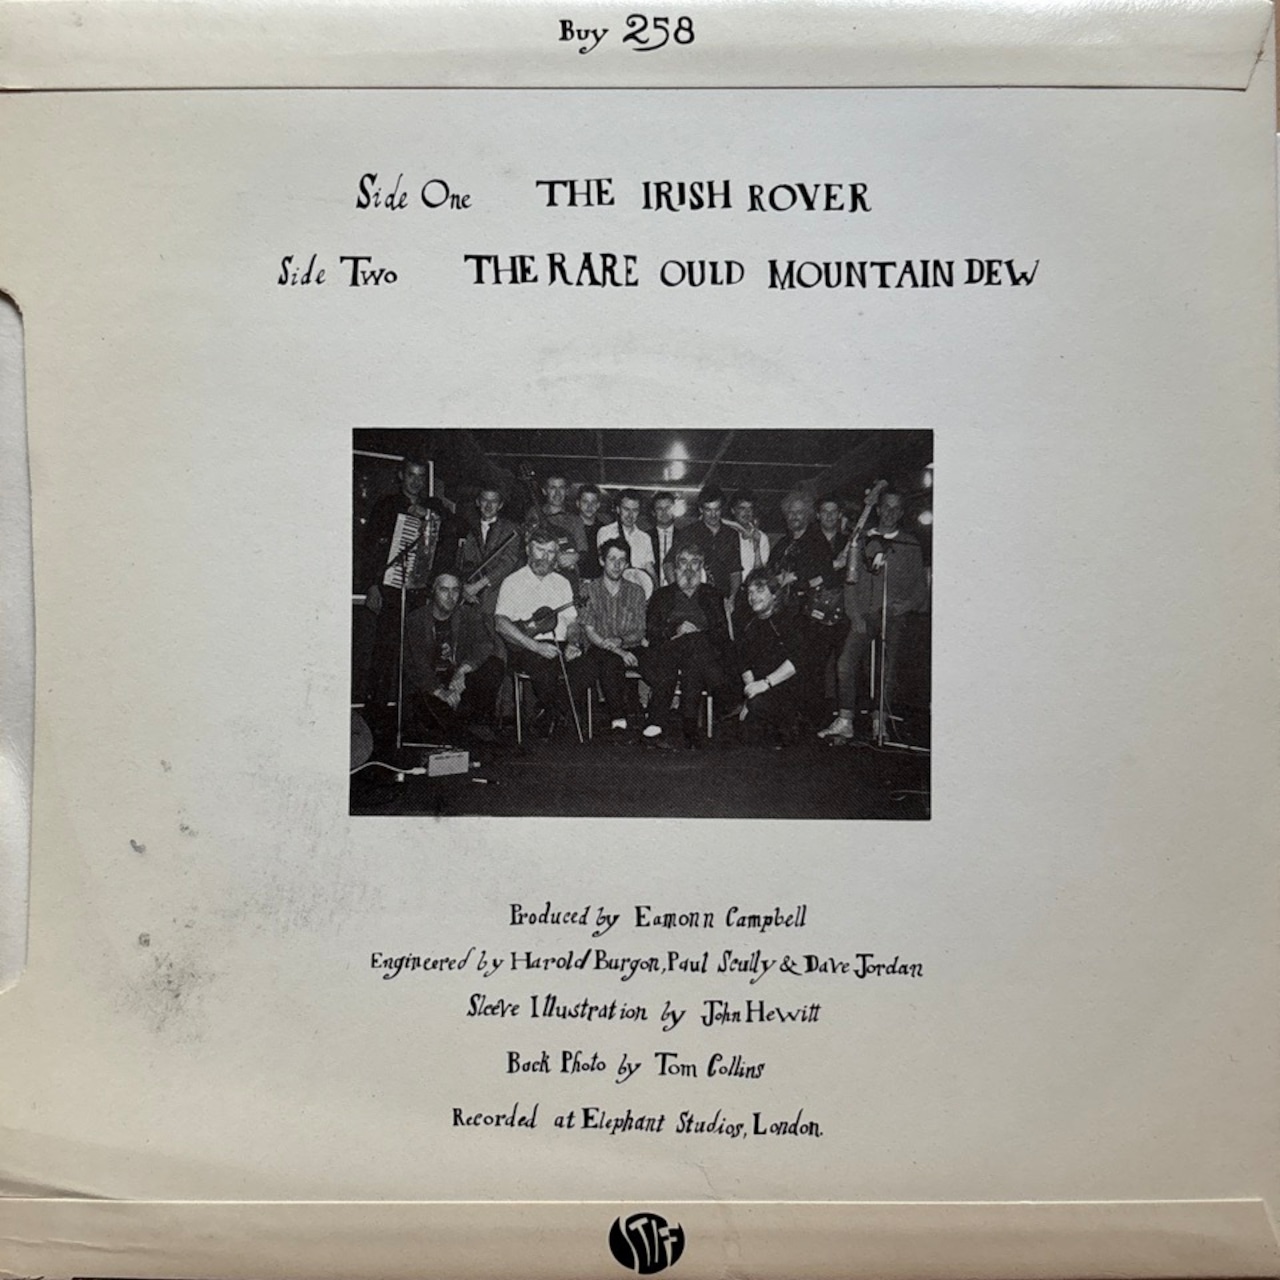 Buy 258
Side One THE IRISH ROVER
Side Two THE RARE OULD MOUNTAIN DEW
Produced by Eamonn Campbell
Engineered by Harold Burgon, Paul Scully & Dave Jordan
Sleeve Illustration by John Hewitt
Back Photo by Tom Collins
Recorded at Elephant Studios, London.
STIFF